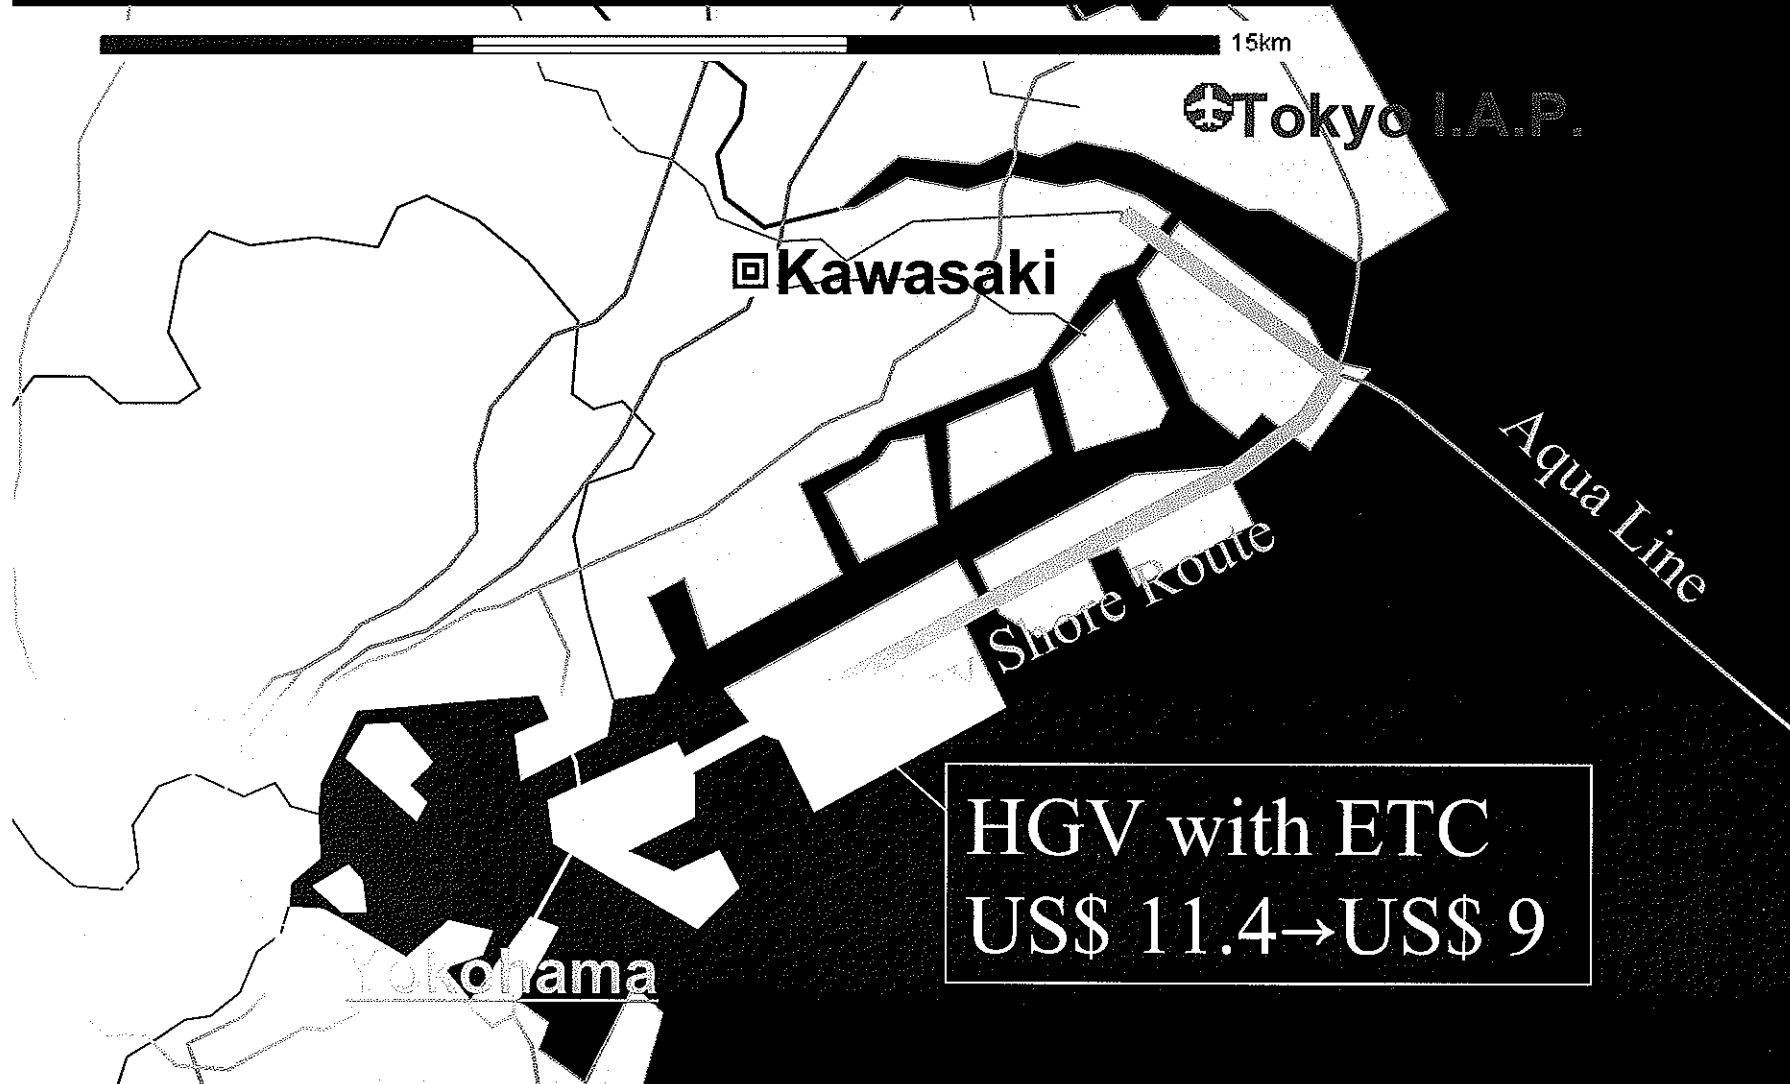 15km
Tokyo I.A.P.
Kawasaki
Aqua Line
Shore Route
HGV with ETC
US$ 11.4→US$ 9
Yokohama